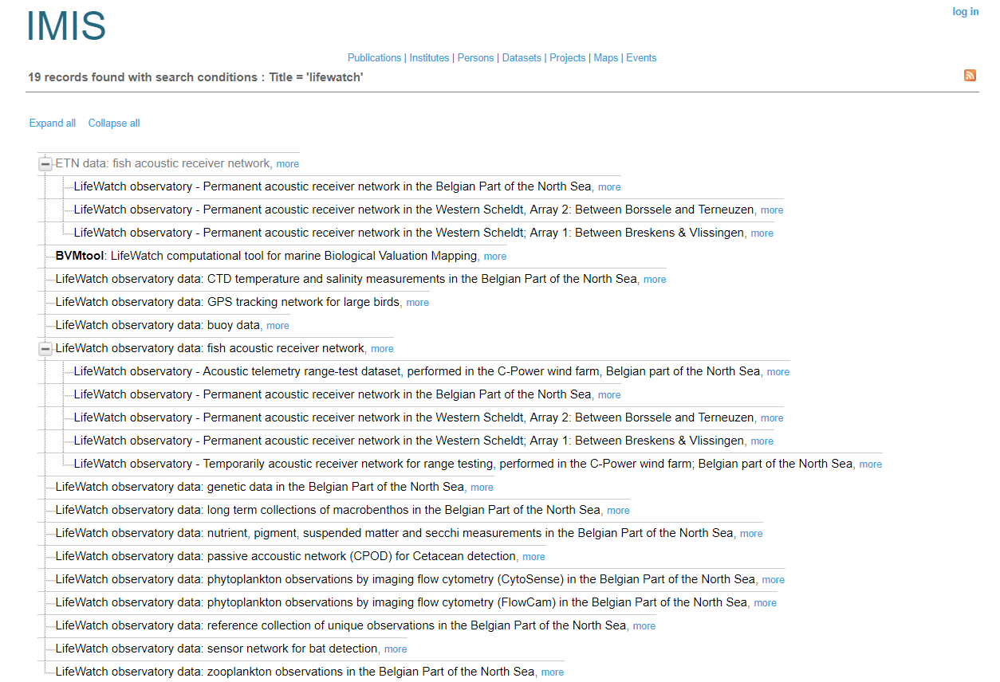 IMIS
log in
Publications | Institutes | Persons | Datasets | Projects | Maps | Events
19 records found with search conditions : Title = 'lifewatch'
Expand all Collapse all
ETN data: fish acoustic receiver network, more
LifeWatch observatory - Permanent acoustic receiver network in the Belgian Part of the North Sea, more
LifeWatch observatory - Permanent acoustic receiver network in the Western Scheldt, Array 2: Between Borssele and Terneuzen, more
LifeWatch observatory - Permanent acoustic receiver network in the Western Scheldt; Array 1: Between Breskens & Vlissingen, more
BVMtool: LifeWatch computational tool for marine Biological Valuation Mapping, more
LifeWatch observatory data: CTD temperature and salinity measurements in the Belgian Part of the North Sea, more
LifeWatch observatory data: GPS tracking network for large birds, more
LifeWatch observatory data: buoy data, more
LifeWatch observatory data: fish acoustic receiver network, more
LifeWatch observatory - Acoustic telemetry range-test dataset, performed in the C-Power wind farm, Belgian part of the North Sea, more
LifeWatch observatory - Permanent acoustic receiver network in the Belgian Part of the North Sea, more
LifeWatch observatory - Permanent acoustic receiver network in the Western Scheldt, Array 2: Between Borssele and Terneuzen, more
LifeWatch observatory - Permanent acoustic receiver network in the Western Scheldt; Array 1: Between Breskens & Vlissingen, more
LifeWatch observatory - Temporarily acoustic receiver network for range testing, performed in the C-Power wind farm; Belgian part of the North Sea, more
LifeWatch observatory data: genetic data in the Belgian Part of the North Sea, more
LifeWatch observatory data: long term collections of macrobenthos in the Belgian Part of the North Sea, more
LifeWatch observatory data: nutrient, pigment, suspended matter and secchi measurements in the Belgian Part of the North Sea, more
LifeWatch observatory data: passive accoustic network (CPOD) for Cetacean detection, more
LifeWatch observatory data: phytoplankton observations by imaging flow cytometry (CytoSense) in the Belgian Part of the North Sea, more
LifeWatch observatory data: phytoplankton observations by imaging flow cytometry (FlowCam) in the Belgian Part of the North Sea, more
LifeWatch observatory data: reference collection of unique observations in the Belgian Part of the North Sea, more
LifeWatch observatory data: sensor network for bat detection, more
LifeWatch observatory data: zooplankton observations in the Belgian Part of the North Sea, more